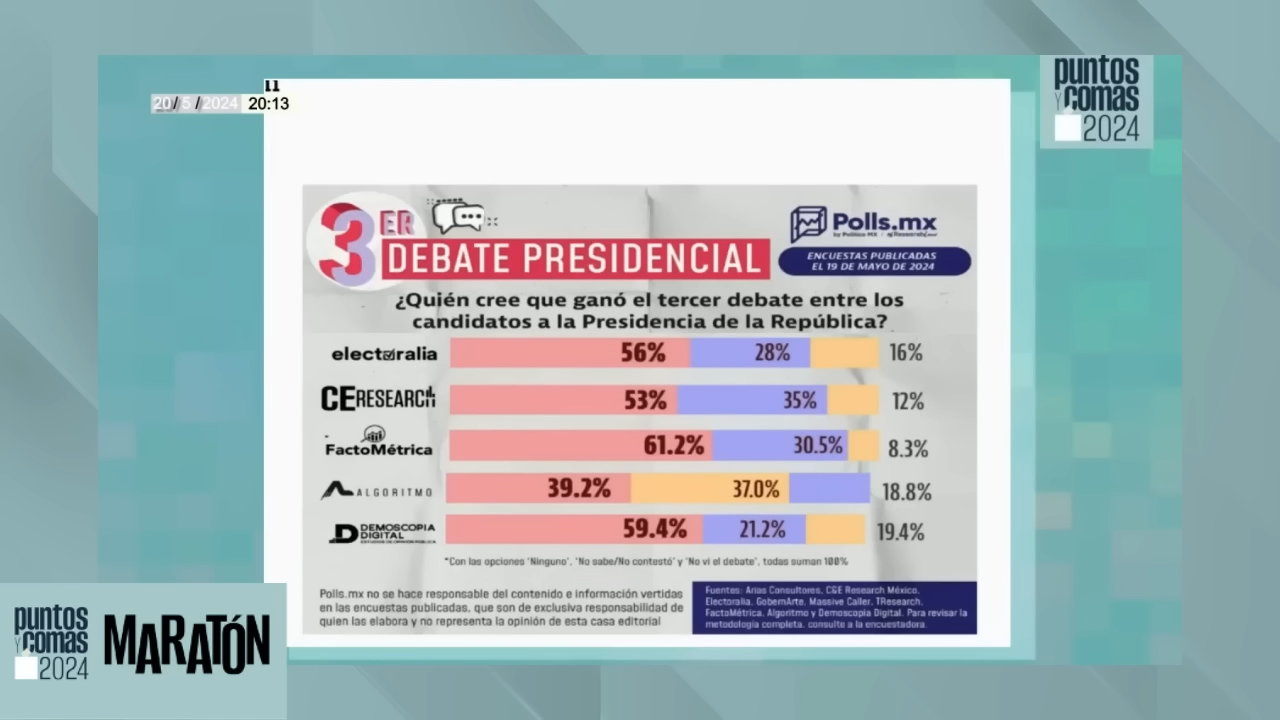 20/ 5 /2024 20:13
puntos
y comas
2024
3ER
DEBATE PRESIDENCIAL
Polls.mx
ENCUESTAS PUBLICADAS
EL 19 DE MAYO DE 2024
¿Quién cree que ganó el tercer debate entre los
candidatos a la Presidencia de la República?
electoralia 56% 28% 16%
CERESEARCH 53% 35% 12%
FactoMétrica 61.2% 30.5% 8.3%
ALGORITMO 39.2% 37.0% 18.8%
DEMOSCOPIA
DIGITAL 59.4% 21.2% 19.4%
*Con las opciones 'Ninguno', 'No sabe/No contestó' y 'No vi el debate', todas suman 100%
Polls.mx no se hace responsable del contenido e información vertidas
en las encuestas publicadas, que son de exclusiva responsabilidad de
quien las elabora y no representa la opinión de esta casa editorial
Fuentes: Arias Consultores, C&E Research México,
Electoralia, GobernArte, Massive Caller, TResearch,
FactoMétrica, Algoritmo y Demoscopia Digital. Para revisar la
metodología completa, consulte a la encuestadora.
puntos
y comas
2024
MARATÓN